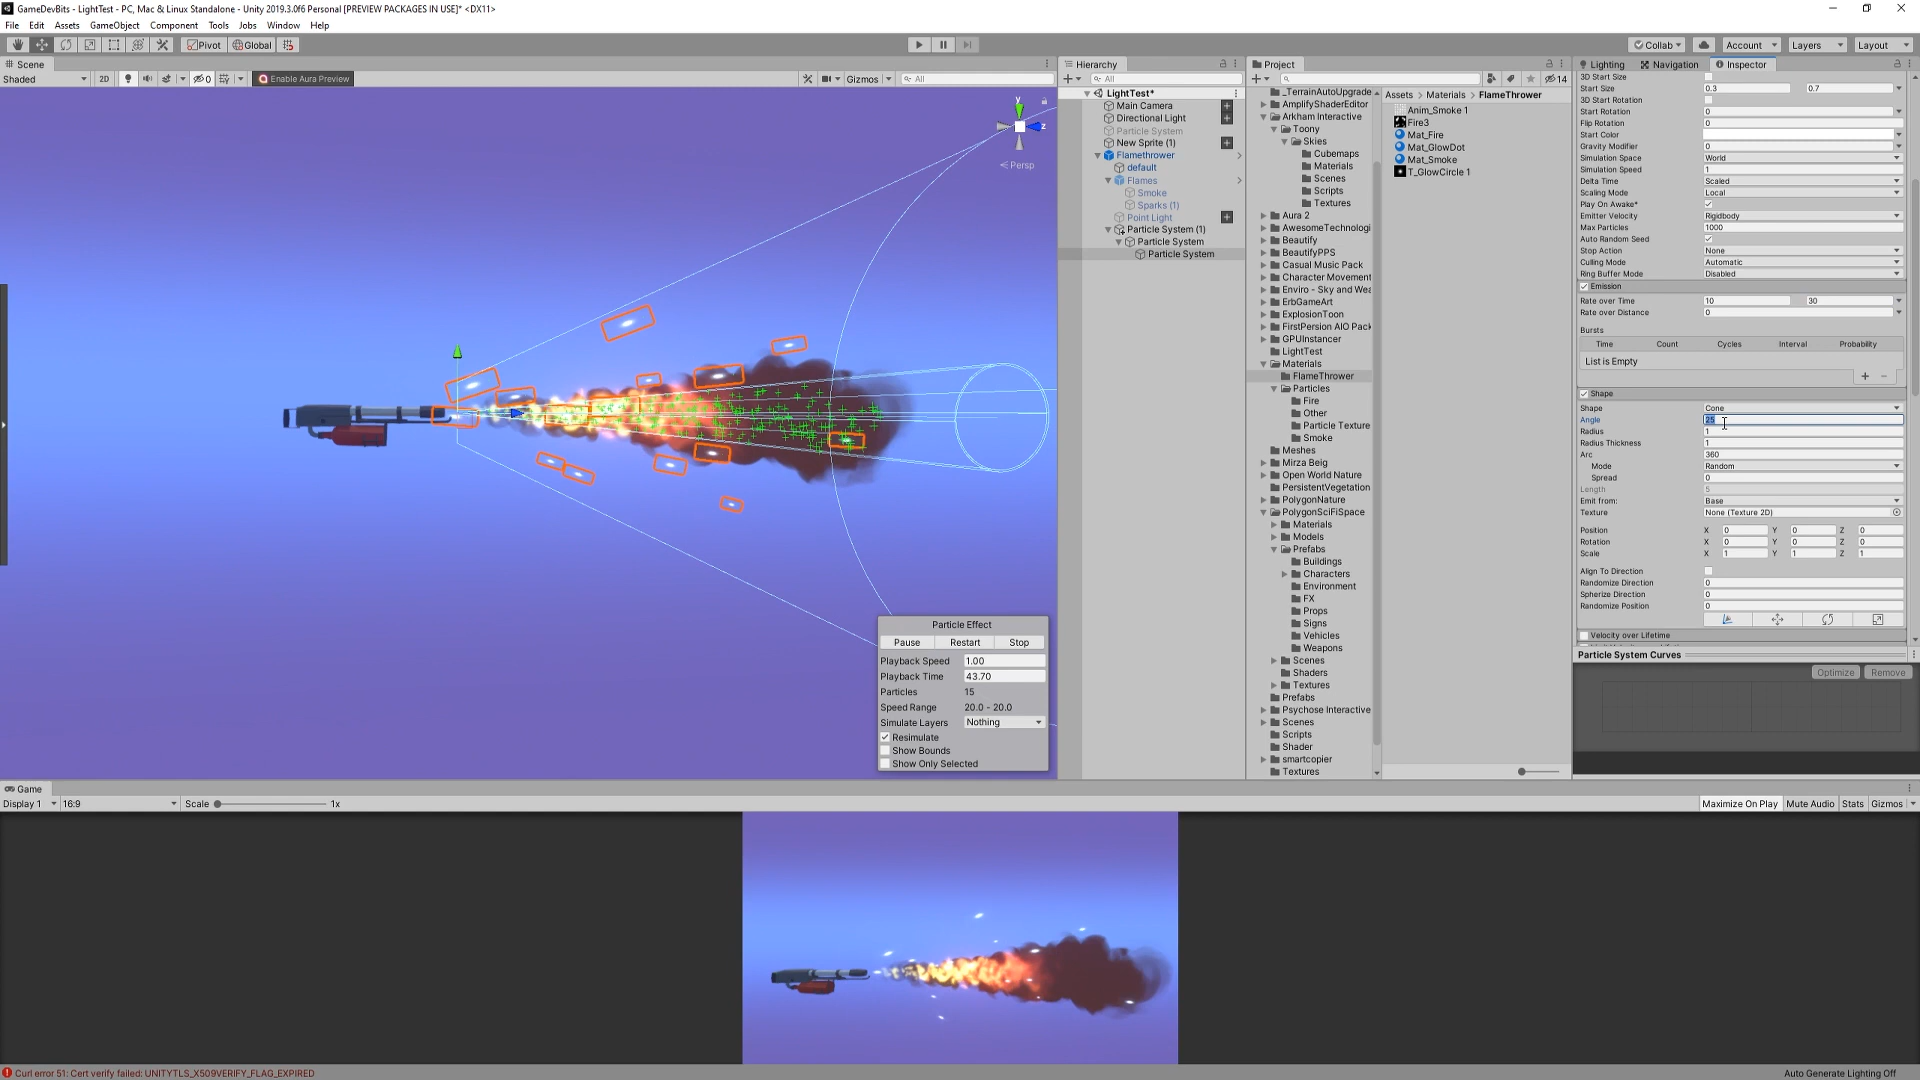 GameDevBits - LightTest - PC, Mac & Linux Standalone - Unity 2019.3.0f6 Personal [PREVIEW PACKAGES IN USE]* <DX11>
File Edit Assets GameObject Component Tools Jobs Window Help
Pivot Global Collab Account Layers Layout
Scene
Shaded 2D 0 Enable Aura Preview Gizmos All
y
z
Persp
Particle Effect
Pause Restart Stop
Playback Speed 1.00
Playback Time 43.70
Particles 15
Speed Range 20.0 - 20.0
Simulate Layers Nothing
Resimulate
Show Bounds
Show Only Selected
Hierarchy
All
LightTest*
Main Camera
Directional Light
Particle System
New Sprite (1)
Flamethrower
default
Flames
Smoke
Sparks (1)
Point Light
Particle System (1)
Particle System
Particle System
Project
14
_TerrainAutoUpgrade
AmplifyShaderEditor
Arkham Interactive
Toony
Skies
Cubemaps
Materials
Scenes
Scripts
Textures
Aura 2
AwesomeTechnologi
Beautify
BeautifyPPS
Casual Music Pack
Character Movement
Enviro - Sky and Wea
ErbGameArt
ExplosionToon
FirstPersion AIO Pack
GPUInstancer
LightTest
Materials
FlameThrower
Particles
Fire
Other
Particle Texture
Smoke
Meshes
Mirza Beig
Open World Nature
PersistentVegetation
PolygonNature
PolygonSciFiSpace
Materials
Models
Prefabs
Buildings
Characters
Environment
FX
Props
Signs
Vehicles
Weapons
Scenes
Shaders
Textures
Prefabs
Psychose Interactive
Scenes
Scripts
Shader
smartcopier
Textures
Assets > Materials > FlameThrower
Anim_Smoke 1
Fire3
Mat_Fire
Mat_GlowDot
Mat_Smoke
T_GlowCircle 1
Lighting Navigation Inspector
3D Start Size
Start Size 0.3 0.7
3D Start Rotation
Start Rotation 0
Flip Rotation 0
Start Color
Gravity Modifier 0
Simulation Space World
Simulation Speed 1
Delta Time Scaled
Scaling Mode Local
Play On Awake*
Emitter Velocity Rigidbody
Max Particles 1000
Auto Random Seed
Stop Action None
Culling Mode Automatic
Ring Buffer Mode Disabled
Emission
Rate over Time 10 30
Rate over Distance 0
Bursts
Time Count Cycles Interval Probability
List is Empty
Shape
Shape Cone
Angle 25
Radius 1
Radius Thickness 1
Arc 360
Mode Random
Spread 0
Length 5
Emit from: Base
Texture None (Texture 2D)
Position X 0 Y 0 Z 0
Rotation X 0 Y 0 Z 0
Scale X 1 Y 1 Z 1
Align To Direction
Randomize Direction 0
Spherize Direction 0
Randomize Position 0
Velocity over Lifetime
Particle System Curves
Optimize Remove
Game
Display 1 16:9 Scale 1x Maximize On Play Mute Audio Stats Gizmos
Curl error 51: Cert verify failed: UNITYTLS_X509VERIFY_FLAG_EXPIRED
Auto Generate Lighting Off